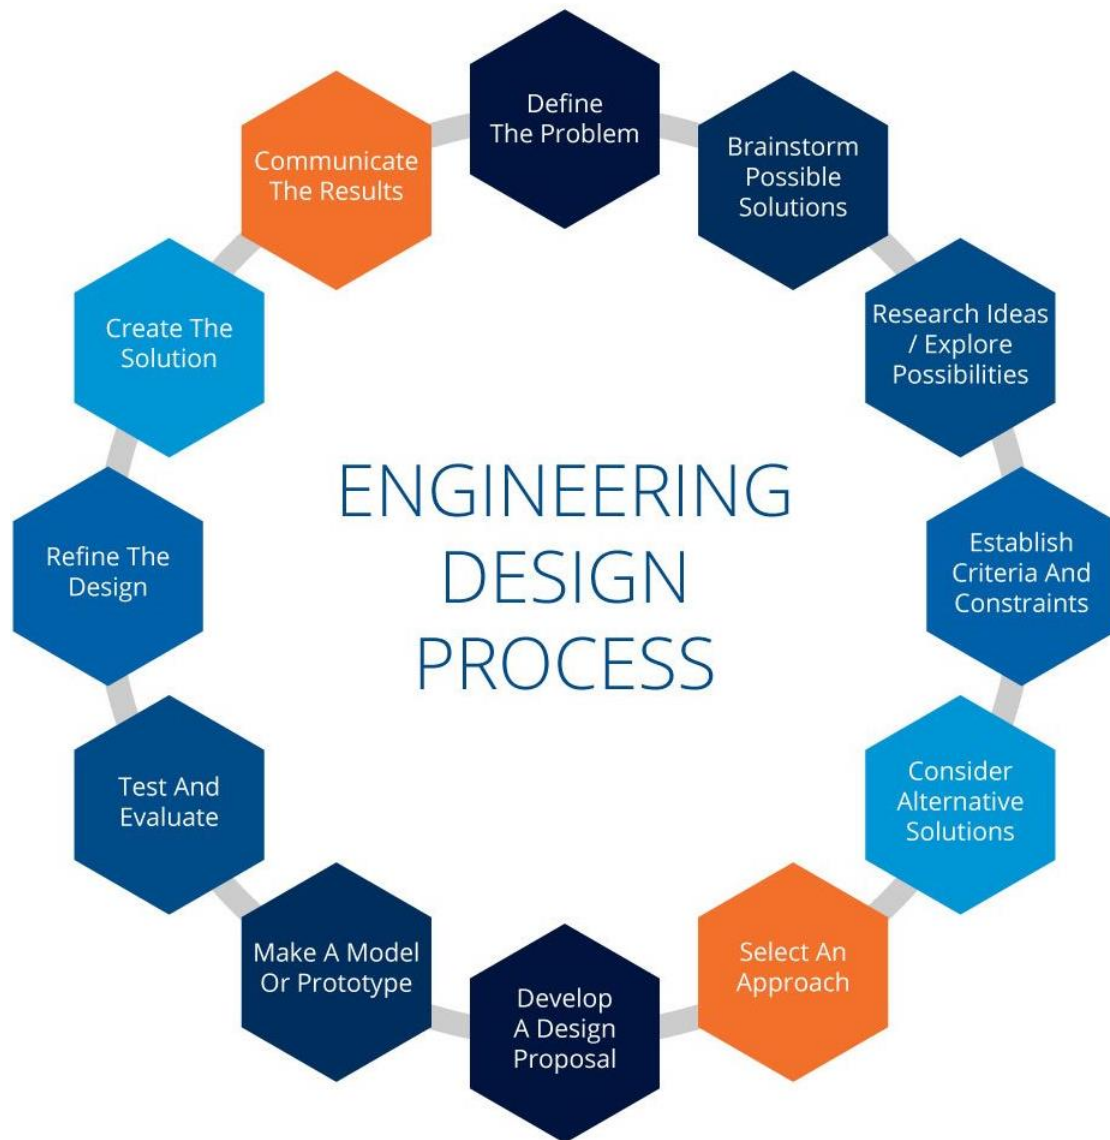 Define
The Problem
Brainstorm
Possible
Solutions
Research Ideas
/ Explore
Possibilities
Establish
Criteria And
Constraints
Consider
Alternative
Solutions
Select An
Approach
Develop
A Design
Proposal
Make A Model
Or Prototype
Test And
Evaluate
Refine The
Design
Create The
Solution
Communicate
The Results
ENGINEERING
DESIGN
PROCESS